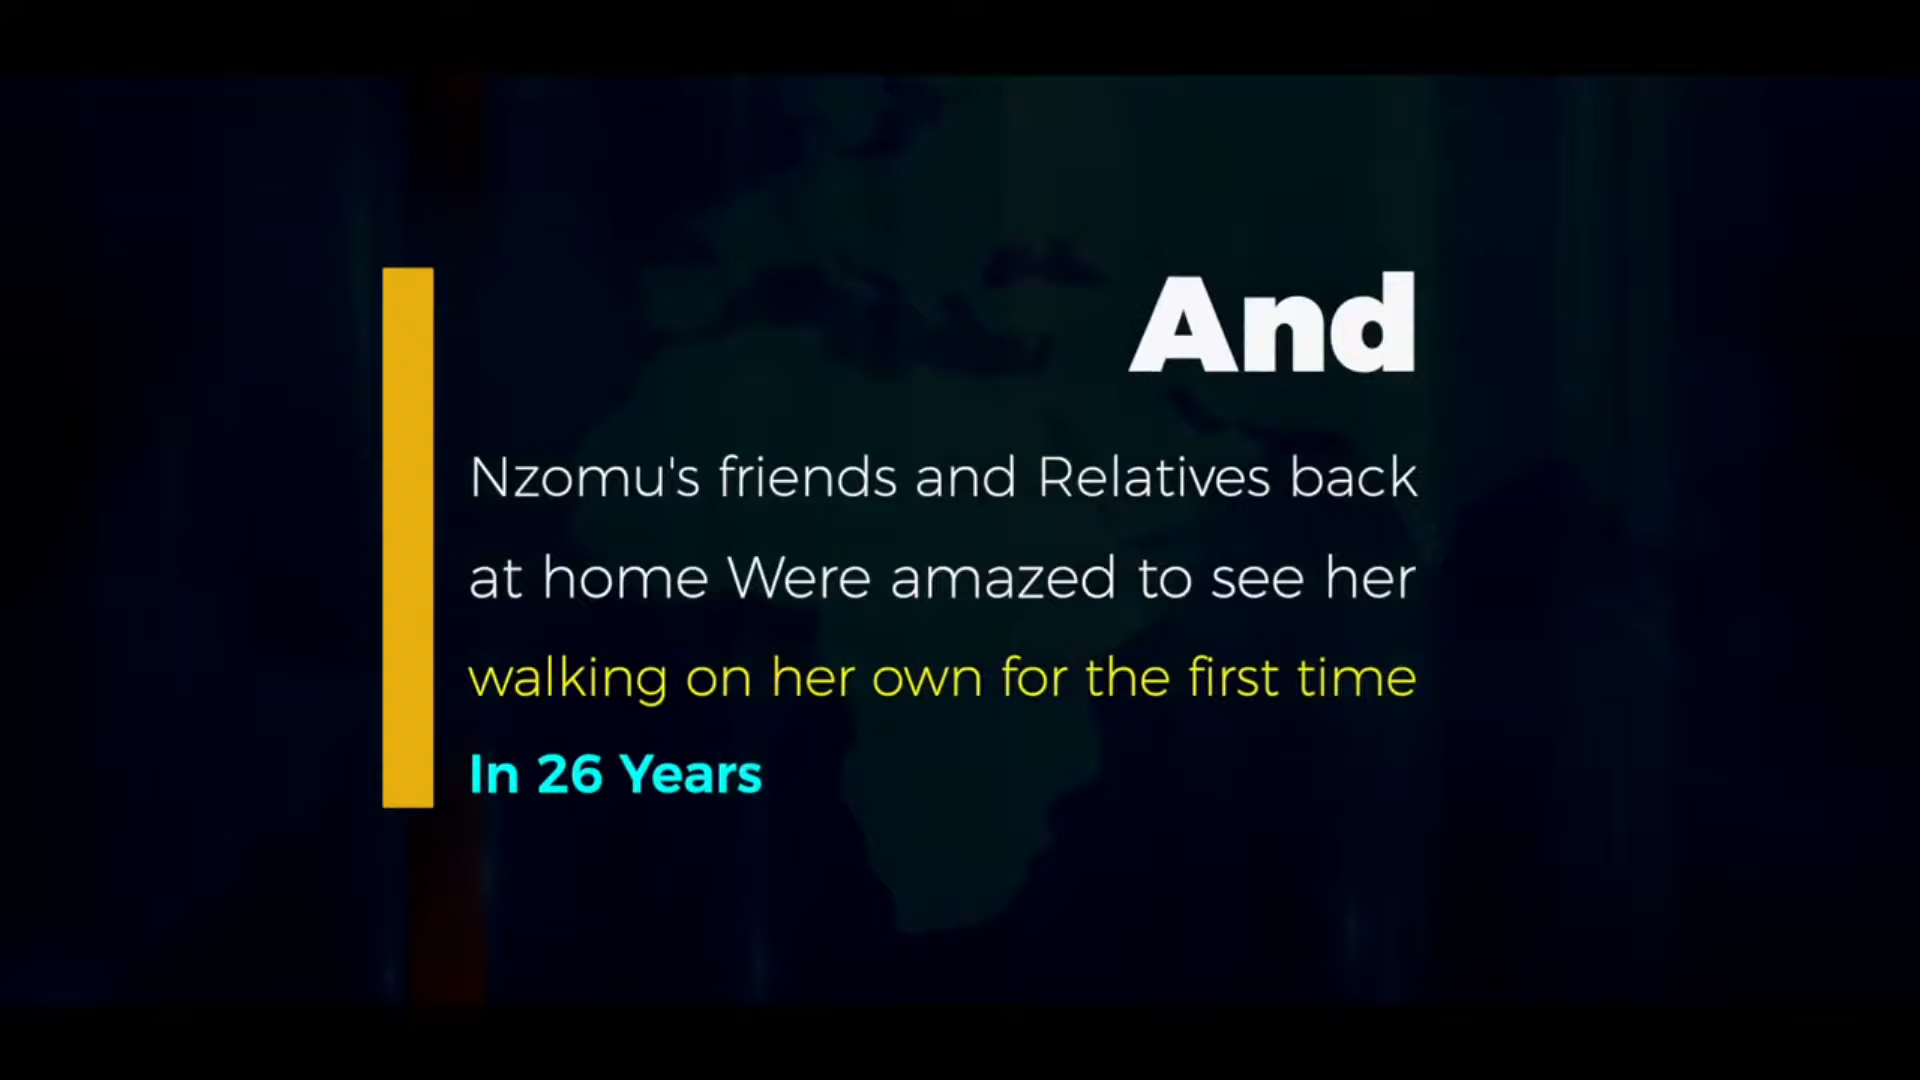 And
Nzomu's friends and Relatives back
at home Were amazed to see her
walking on her own for the first time
In 26 Years